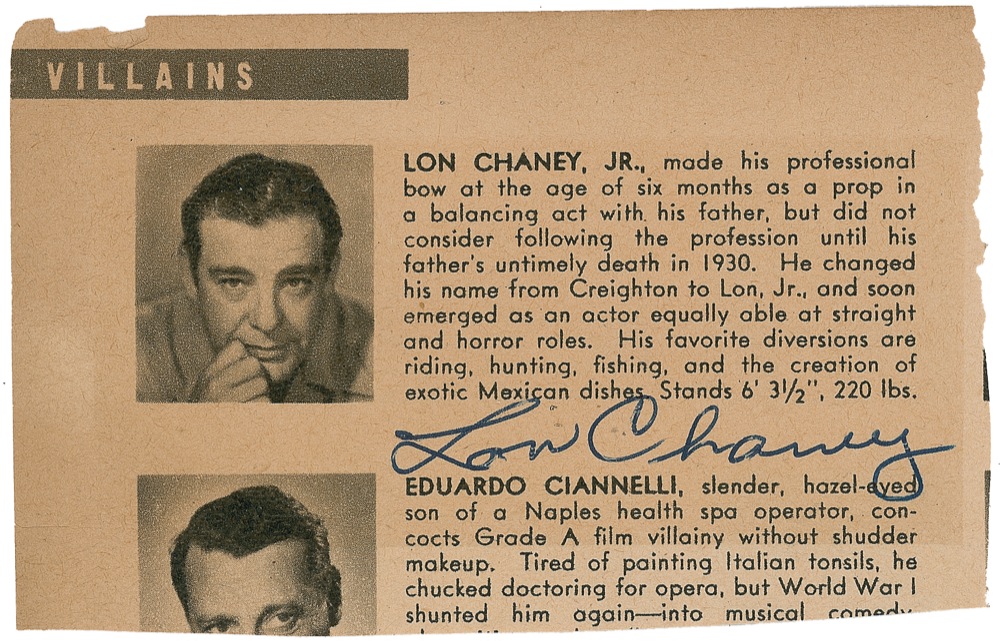 VILLAINS
LON CHANEY, JR., made his professional
bow at the age of six months as a prop in
a balancing act with his father, but did not
consider following the profession until his
father's untimely death in 1930. He changed
his name from Creighton to Lon, Jr., and soon
emerged as an actor equally able at straight
and horror roles. His favorite diversions are
riding, hunting, fishing, and the creation of
exotic Mexican dishes. Stands 6' 3½", 220 lbs.
Lon Chaney
EDUARDO CIANNELLI, slender, hazel-eyed
son of a Naples health spa operator, con-
cocts Grade A film villainy without shudder
makeup. Tired of painting Italian tonsils, he
chucked doctoring for opera, but World War I
shunted him again—into musical comedy